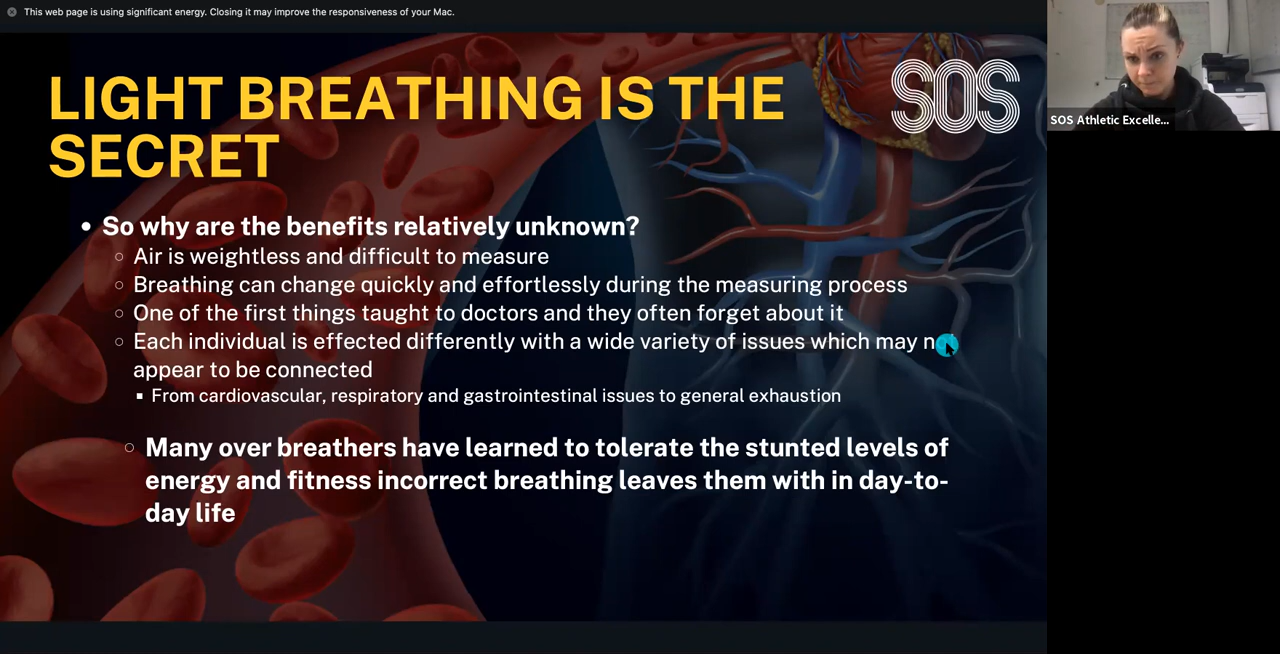 This web page is using significant energy. Closing it may improve the responsiveness of your Mac.
LIGHT BREATHING IS THE
SECRET
SOS
SOS Athletic Excelle...
So why are the benefits relatively unknown?
Air is weightless and difficult to measure
Breathing can change quickly and effortlessly during the measuring process
One of the first things taught to doctors and they often forget about it
Each individual is effected differently with a wide variety of issues which may
appear to be connected
From cardiovascular, respiratory and gastrointestinal issues to general exhaustion
Many over breathers have learned to tolerate the stunted levels of
energy and fitness incorrect breathing leaves them with in day-to-
day life